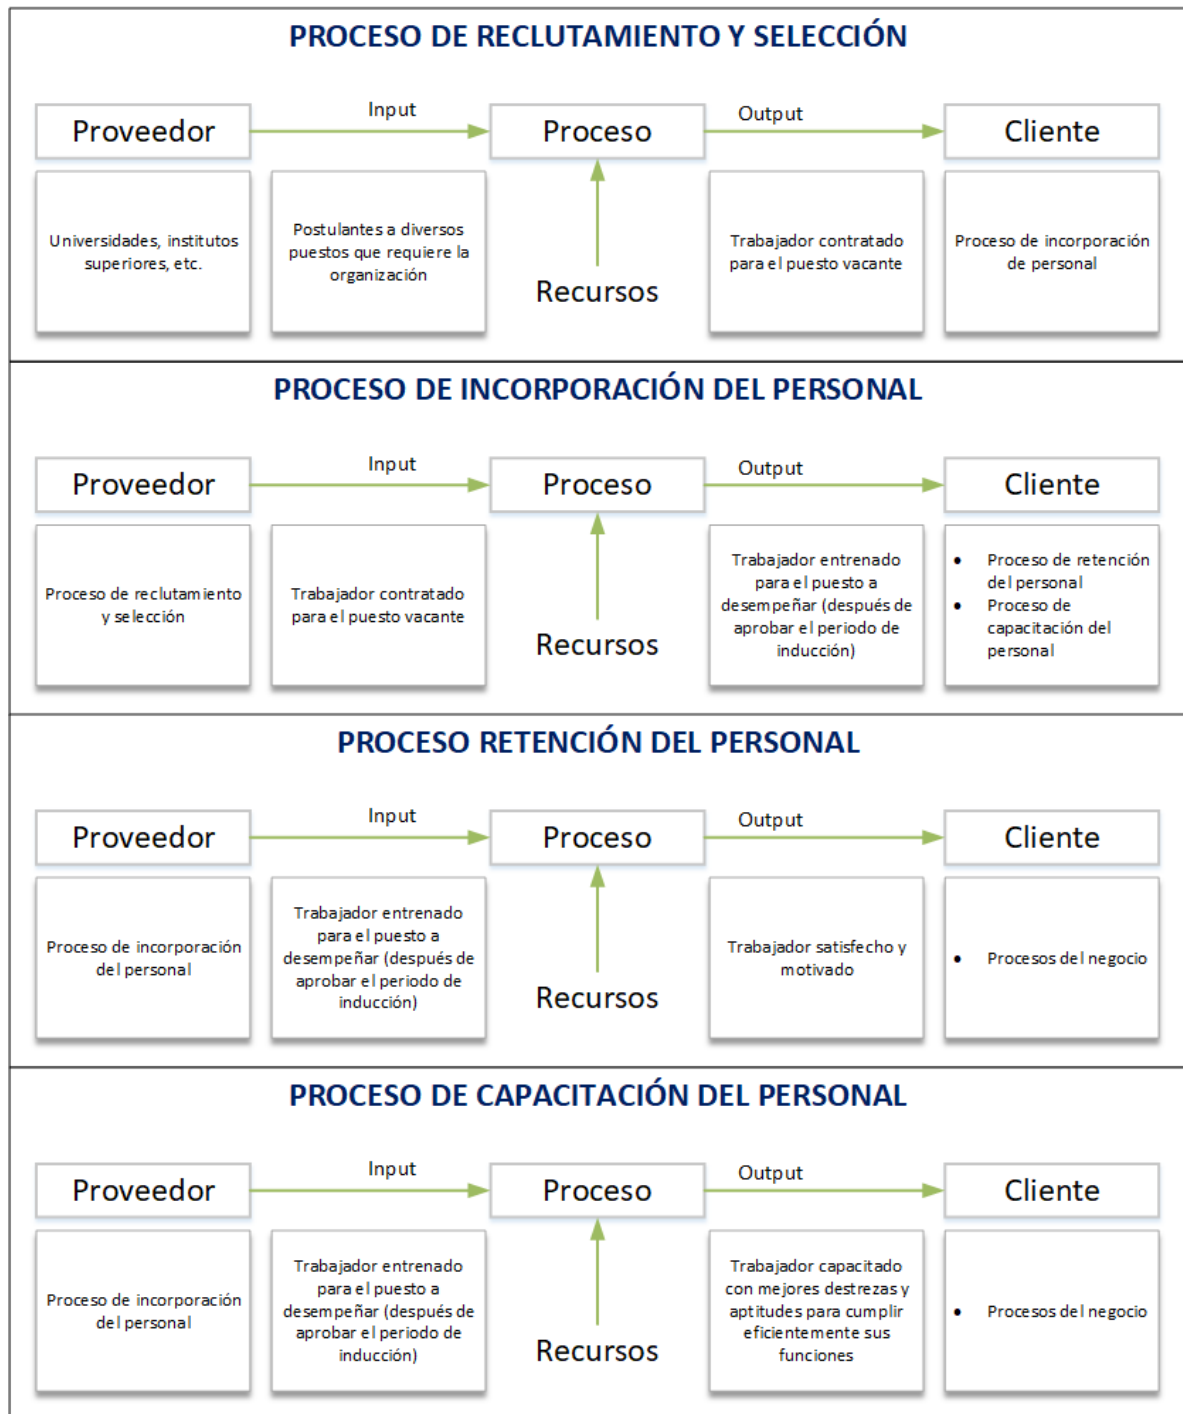 PROCESO DE RECLUTAMIENTO Y SELECCIÓN
Input
Output
Proveedor
Proceso
Cliente
Universidades, institutos
superiores, etc.
Postulantes a diversos
puestos que requiere la
organización
Recursos
Trabajador contratado
para el puesto vacante
Proceso de incorporación
de personal
PROCESO DE INCORPORACIÓN DEL PERSONAL
Input
Output
Proveedor
Proceso
Cliente
Proceso de reclutamiento
y selección
Trabajador contratado
para el puesto vacante
Recursos
Trabajador entrenado
para el puesto a
desempeñar (después de
aprobar el periodo de
inducción)
• Proceso de retención
del personal
• Proceso de
capacitación del
personal
PROCESO RETENCIÓN DEL PERSONAL
Input
Output
Proveedor
Proceso
Cliente
Proceso de incorporación
del personal
Trabajador entrenado
para el puesto a
desempeñar (después de
aprobar el periodo de
inducción)
Recursos
Trabajador satisfecho y
motivado
• Procesos del negocio
PROCESO DE CAPACITACIÓN DEL PERSONAL
Input
Output
Proveedor
Proceso
Cliente
Proceso de incorporación
del personal
Trabajador entrenado
para el puesto a
desempeñar (después de
aprobar el periodo de
inducción)
Recursos
Trabajador capacitado
con mejores destrezas y
aptitudes para cumplir
eficientemente sus
funciones
• Procesos del negocio